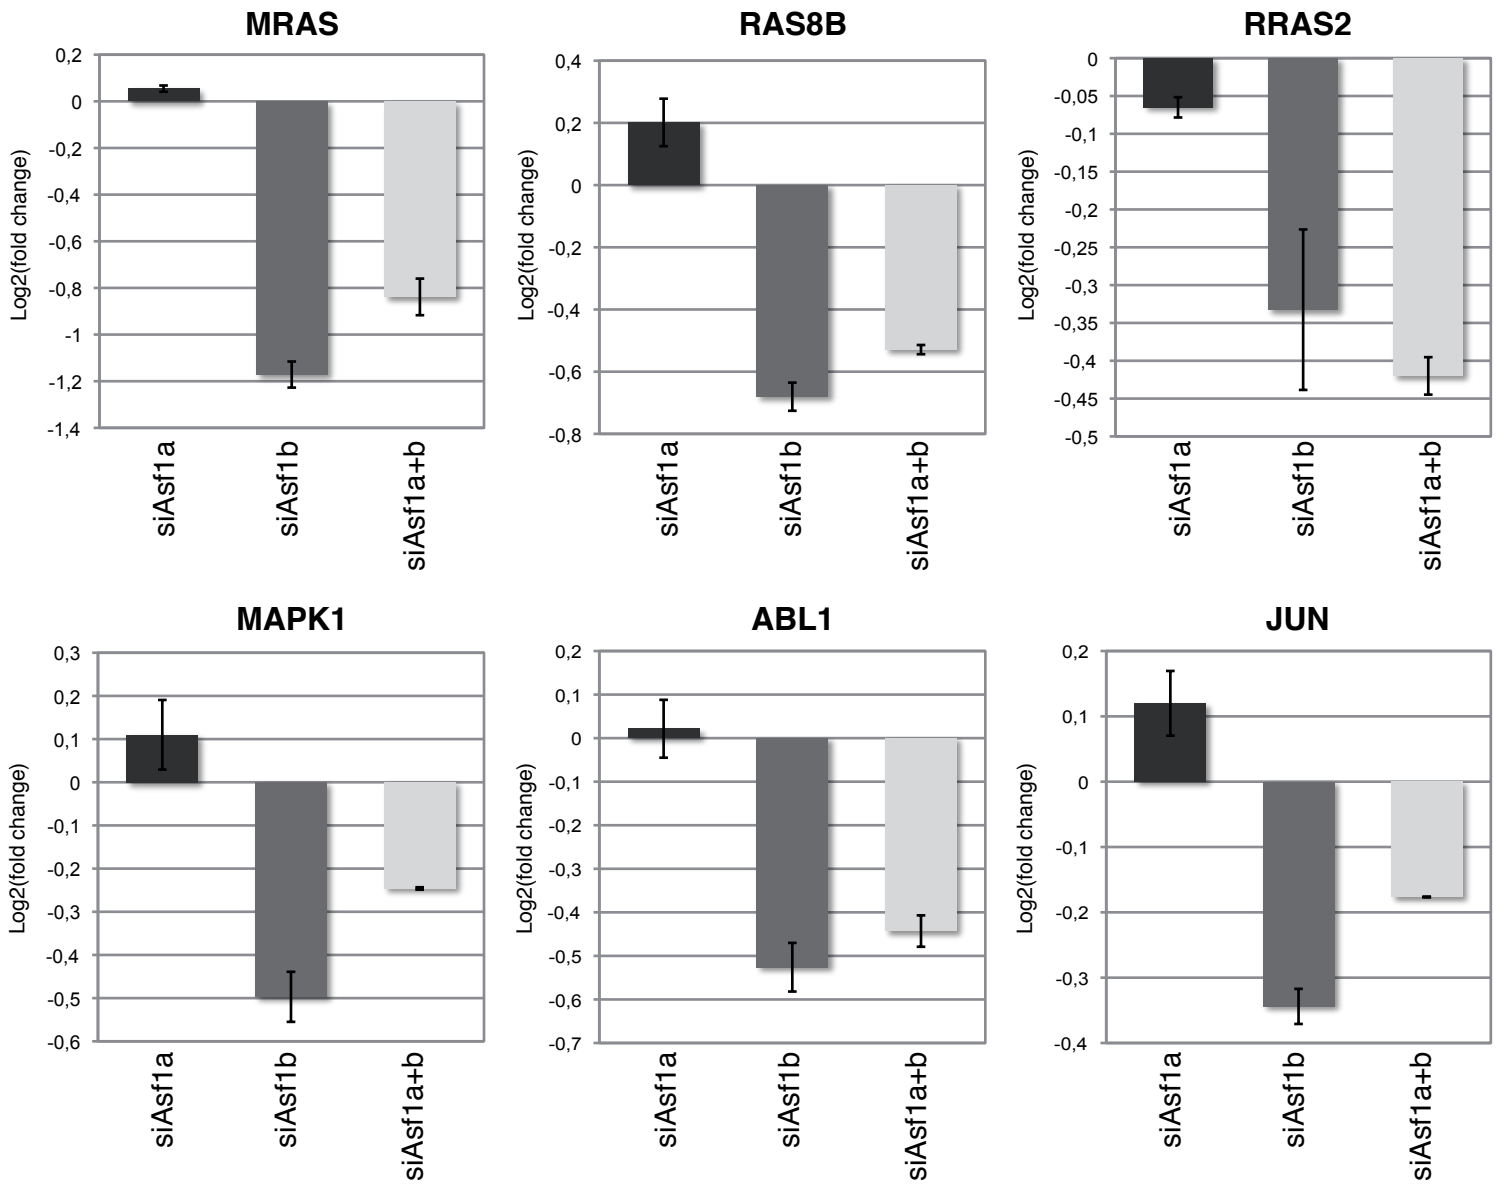 MRAS
Log2(fold change)
0,2
0
-0,2
-0,4
-0,6
-0,8
-1
-1,2
-1,4
siAsf1a
siAsf1b
siAsf1a+b
RAS8B
Log2(fold change)
0,4
0,2
0
-0,2
-0,4
-0,6
-0,8
siAsf1a
siAsf1b
siAsf1a+b
RRAS2
Log2(fold change)
0
-0,05
-0,1
-0,15
-0,2
-0,25
-0,3
-0,35
-0,4
-0,45
-0,5
siAsf1a
siAsf1b
siAsf1a+b
MAPK1
Log2(fold change)
0,3
0,2
0,1
0
-0,1
-0,2
-0,3
-0,4
-0,5
-0,6
siAsf1a
siAsf1b
siAsf1a+b
ABL1
Log2(fold change)
0,2
0,1
0
-0,1
-0,2
-0,3
-0,4
-0,5
-0,6
-0,7
siAsf1a
siAsf1b
siAsf1a+b
JUN
Log2(fold change)
0,2
0,1
0
-0,1
-0,2
-0,3
-0,4
siAsf1a
siAsf1b
siAsf1a+b